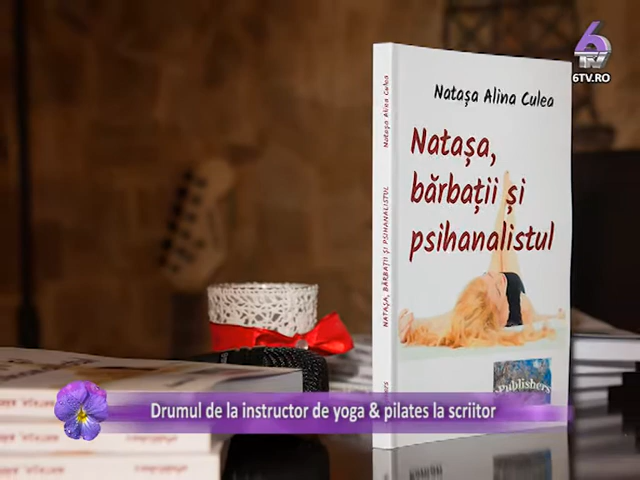 6
TV
6TV.RO
Natașa Alina Culea
Natașa,
bărbații și
psihanalistul
Natașa Alina Culea
NATAȘA, BĂRBAȚII ȘI PSIHANALISTUL
Publishers
Drumul de la instructor de yoga & pilates la scriitor